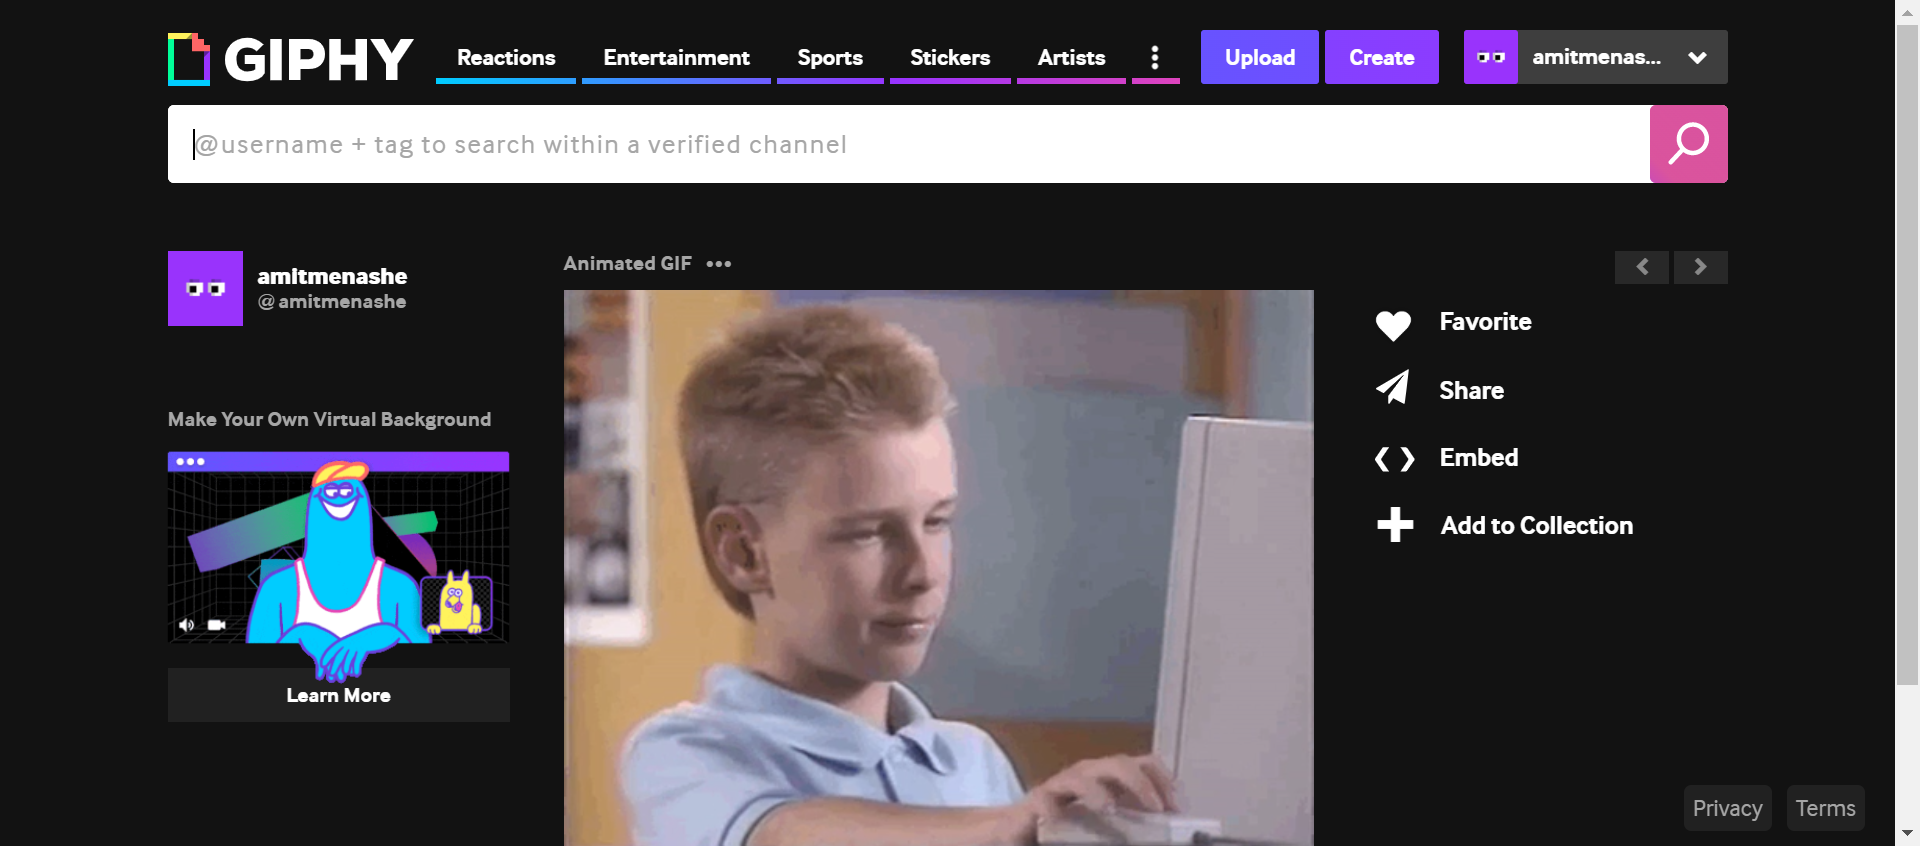 GIPHY
Reactions
Entertainment
Sports
Stickers
Artists
Upload
Create
amitmenas...
@username + tag to search within a verified channel
amitmenashe
@amitmenashe
Animated GIF
Favorite
Share
Embed
Add to Collection
Make Your Own Virtual Background
Learn More
Privacy
Terms